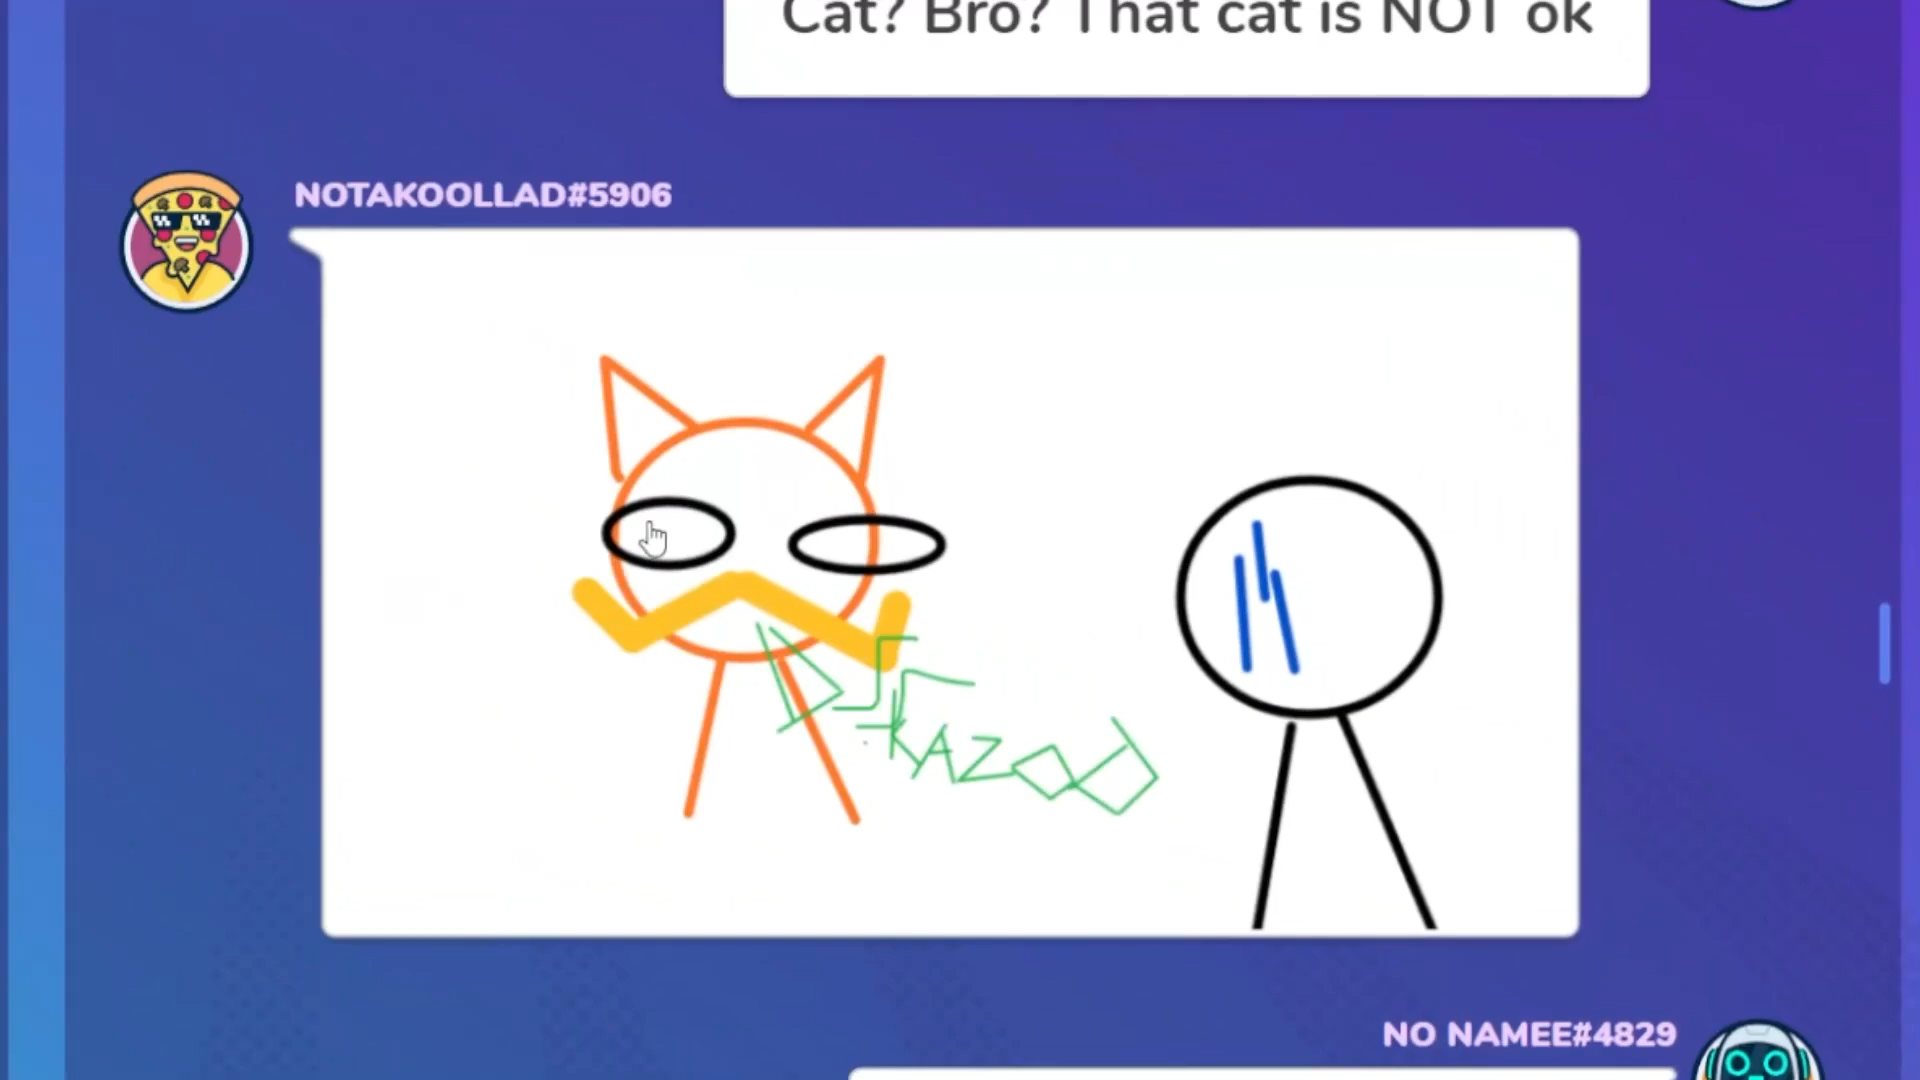 Cat? Bro? That cat is NOT ok
NOTAKOOLLAD#5906
KAZOO
NO NAMEE#4829